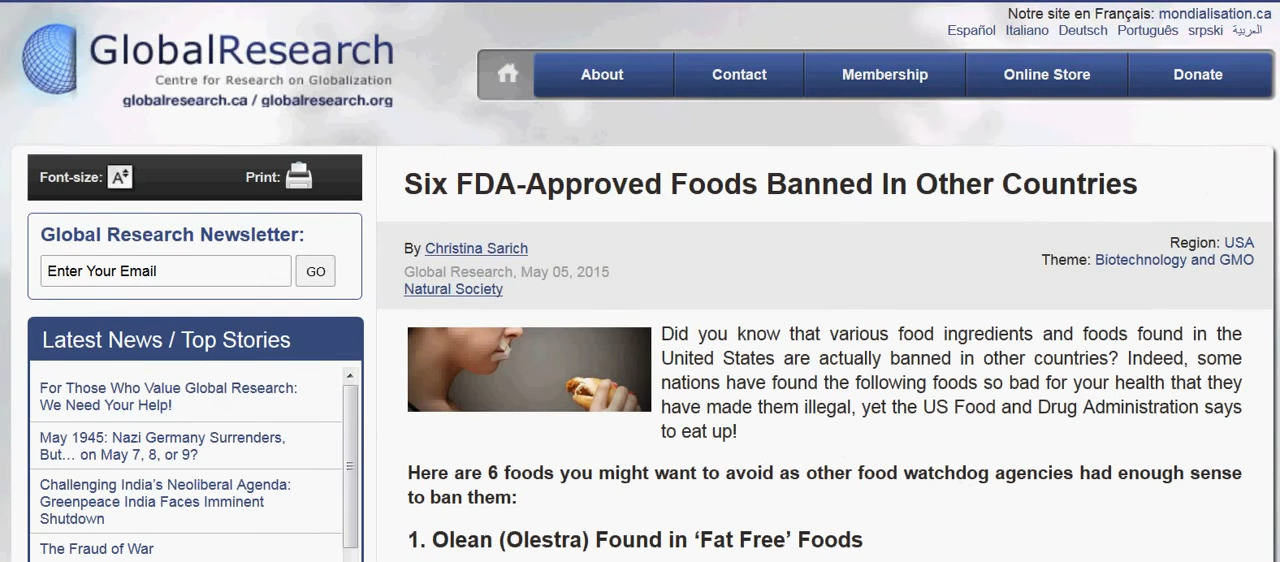 Notre site en Français: mondialisation.ca
Español Italiano Deutsch Português srpski العربية
GlobalResearch
Centre for Research on Globalization
globalresearch.ca / globalresearch.org
About Contact Membership Online Store Donate
Font-size: A Print:
Global Research Newsletter:
Enter Your Email GO
Latest News / Top Stories
For Those Who Value Global Research:
We Need Your Help!
May 1945: Nazi Germany Surrenders,
But… on May 7, 8, or 9?
Challenging India’s Neoliberal Agenda:
Greenpeace India Faces Imminent
Shutdown
The Fraud of War
Six FDA-Approved Foods Banned In Other Countries
By Christina Sarich
Global Research, May 05, 2015
Natural Society
Region: USA
Theme: Biotechnology and GMO
Did you know that various food ingredients and foods found in the
United States are actually banned in other countries? Indeed, some
nations have found the following foods so bad for your health that they
have made them illegal, yet the US Food and Drug Administration says
to eat up!
Here are 6 foods you might want to avoid as other food watchdog agencies had enough sense
to ban them:
1. Olean (Olestra) Found in ‘Fat Free’ Foods